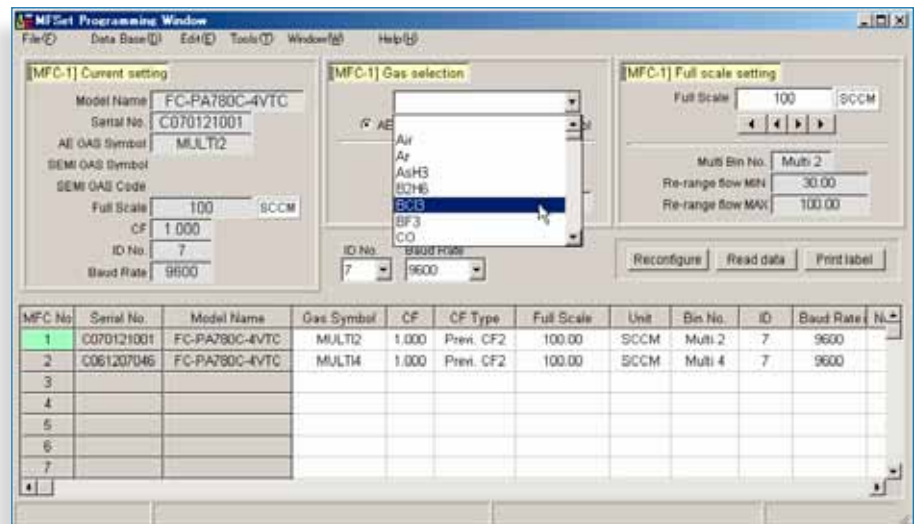 MFSet Programming Window
File(F) Data Base(D) Edit(E) Tools(T) Window(W) Help(H)
[MFC-1] Current setting
Model Name FC-PA780C-4VTC
Serial No. C070121001
AE GAS Symbol MULTI2
SEMI GAS Symbol
SEMI GAS Code
Full Scale 100 SCCM
CF 1.000
ID No. 7
Baud Rate 9600
[MFC-1] Gas selection
AE
Air
Ar
AsH3
B2H6
BCl3
BF3
CO
ID No. Baud Rate
7 9600
[MFC-1] Full scale setting
Full Scale 100 SCCM
Multi Bin No. Multi 2
Re-range flow MIN 30.00
Re-range flow MAX 100.00
Reconfigure Read data Print label
MFC No Serial No. Model Name Gas Symbol CF CF Type Full Scale Unit Bin No. ID Baud Rate
1 C070121001 FC-PA780C-4VTC MULTI2 1.000 Previ. CF2 100.00 SCCM Multi 2 7 9600
2 C061207046 FC-PA780C-4VTC MULTI4 1.000 Previ. CF2 100.00 SCCM Multi 4 7 9600
3
4
5
6
7